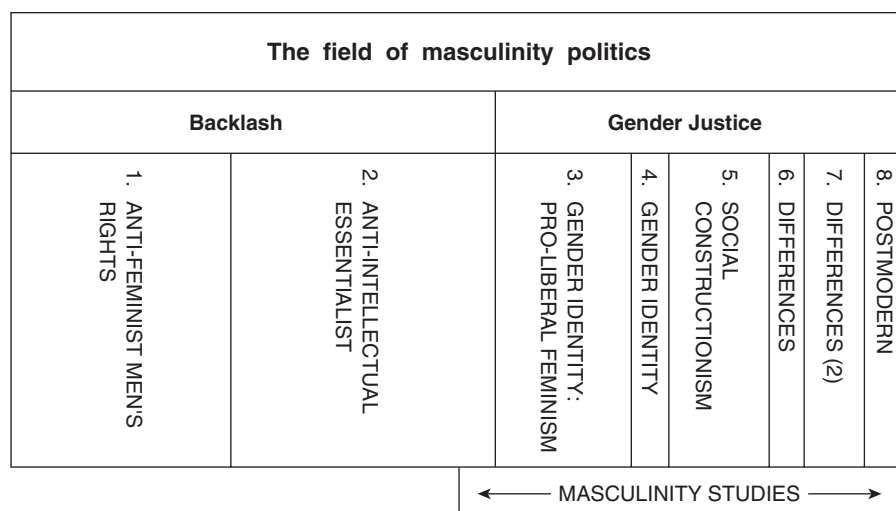 The field of masculinity politics
Backlash
Gender Justice
1. ANTI-FEMINIST MEN'S
RIGHTS
2. ANTI-INTELLECTUAL
ESSENTIALIST
3. GENDER IDENTITY:
PRO-LIBERAL FEMINISM
4. GENDER IDENTITY
5. SOCIAL
CONSTRUCTIONISM
6. DIFFERENCES
7. DIFFERENCES (2)
8. POSTMODERN
MASCULINITY STUDIES